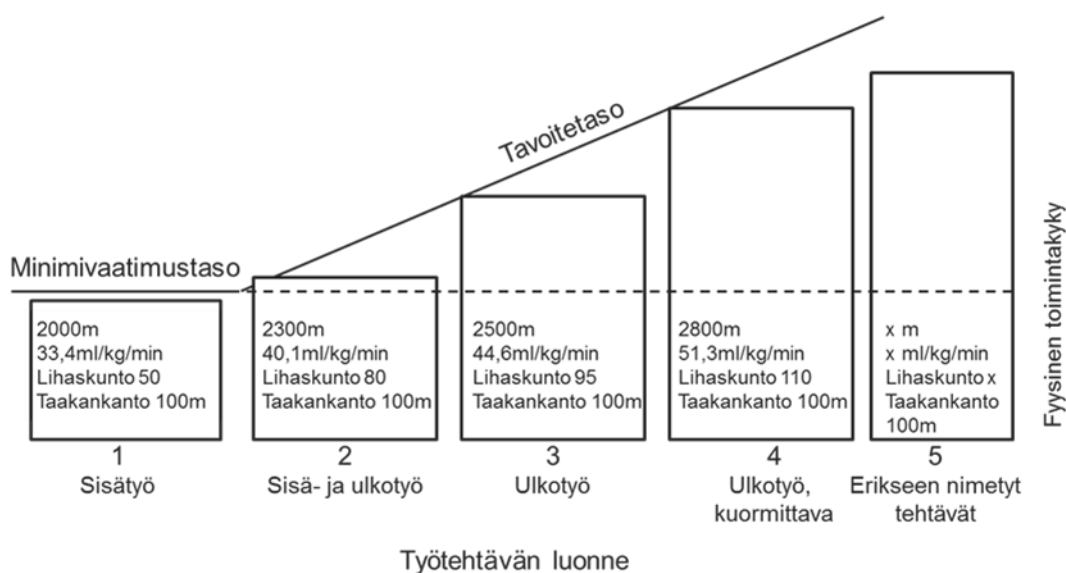 Tavoitetaso
Minimivaatimustaso
2000m
33,4ml/kg/min
Lihaskunto 50
Taakankanto 100m
2300m
40,1ml/kg/min
Lihaskunto 80
Taakankanto 100m
2500m
44,6ml/kg/min
Lihaskunto 95
Taakankanto 100m
2800m
51,3ml/kg/min
Lihaskunto 110
Taakankanto 100m
x m
x ml/kg/min
Lihaskunto x
Taakankanto
100m
1
Sisätyö
2
Sisä- ja ulkotyö
3
Ulkotyö
4
Ulkotyö,
kuormittava
5
Erikseen nimetyt
tehtävät
Työtehtävän luonne
Fyysinen toimintakyky